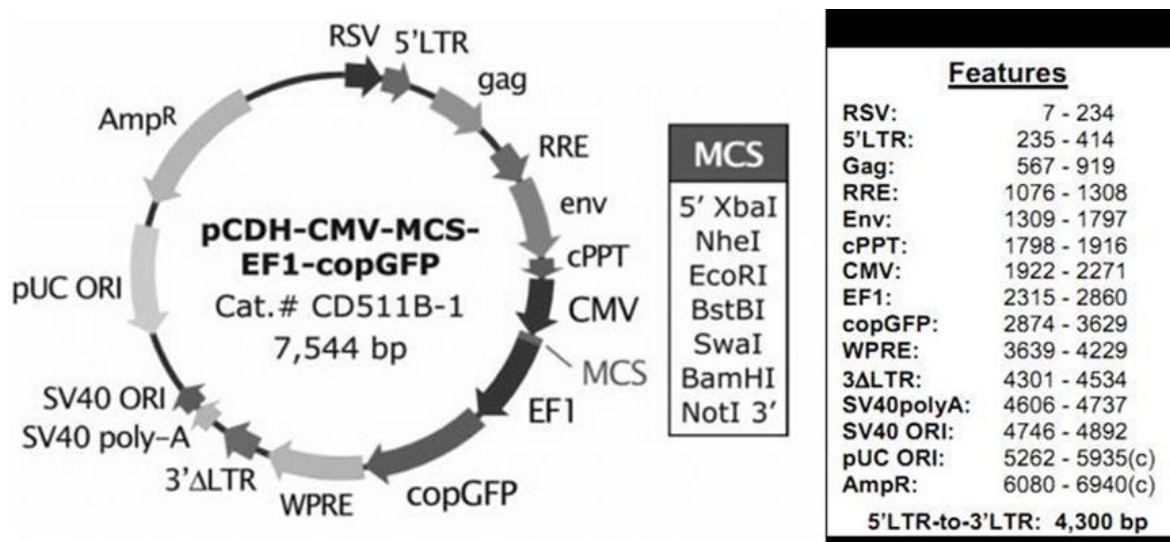 RSV
5'LTR
gag
RRE
env
cPPT
CMV
MCS
EF1
copGFP
WPRE
3'ΔLTR
SV40 poly-A
SV40 ORI
pUC ORI
AmpR
pCDH-CMV-MCS-
EF1-copGFP
Cat.# CD511B-1
7,544 bp
MCS
5' XbaI
NheI
EcoRI
BstBI
SwaI
BamHI
NotI 3'
Features
RSV: 7 - 234
5'LTR: 235 - 414
Gag: 567 - 919
RRE: 1076 - 1308
Env: 1309 - 1797
cPPT: 1798 - 1916
CMV: 1922 - 2271
EF1: 2315 - 2860
copGFP: 2874 - 3629
WPRE: 3639 - 4229
3ΔLTR: 4301 - 4534
SV40polyA: 4606 - 4737
SV40 ORI: 4746 - 4892
pUC ORI: 5262 - 5935(c)
AmpR: 6080 - 6940(c)
5'LTR-to-3'LTR: 4,300 bp